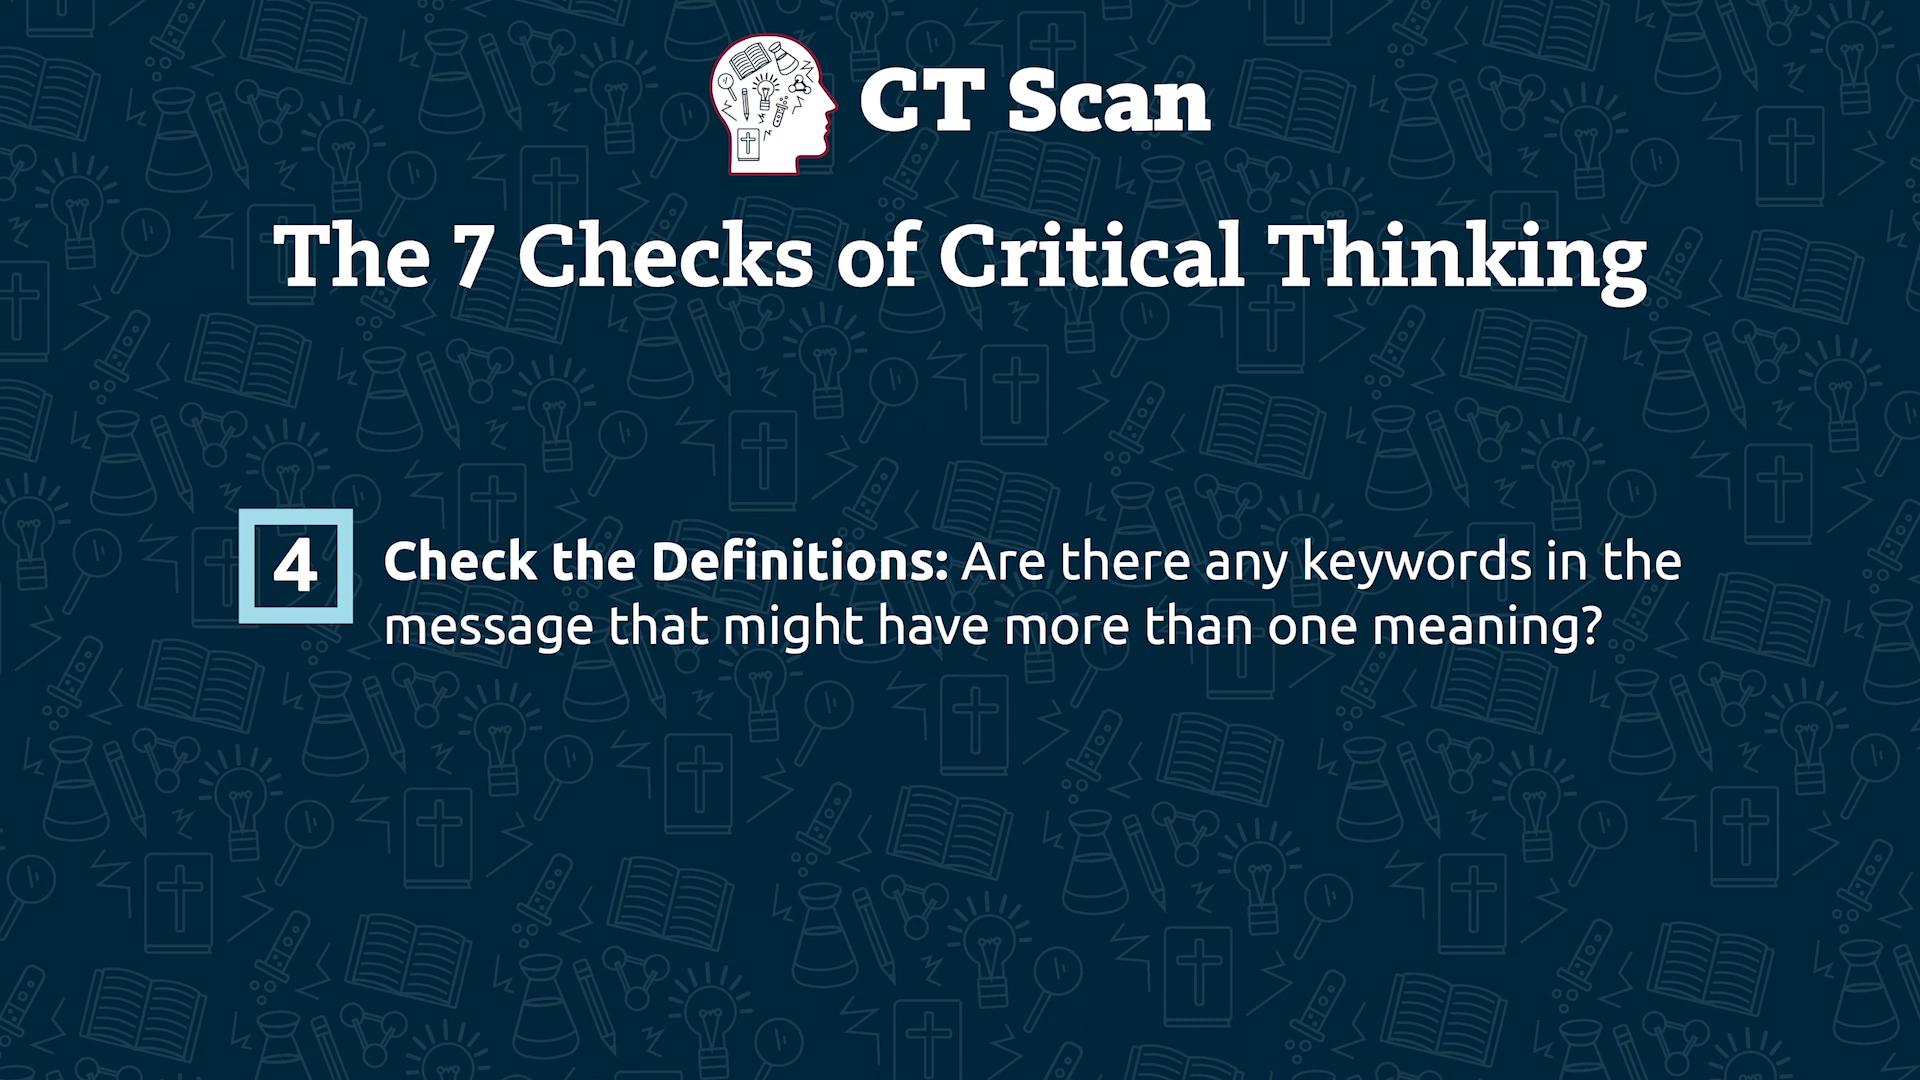 CT Scan
The 7 Checks of Critical Thinking
4
Check the Definitions: Are there any keywords in the
message that might have more than one meaning?